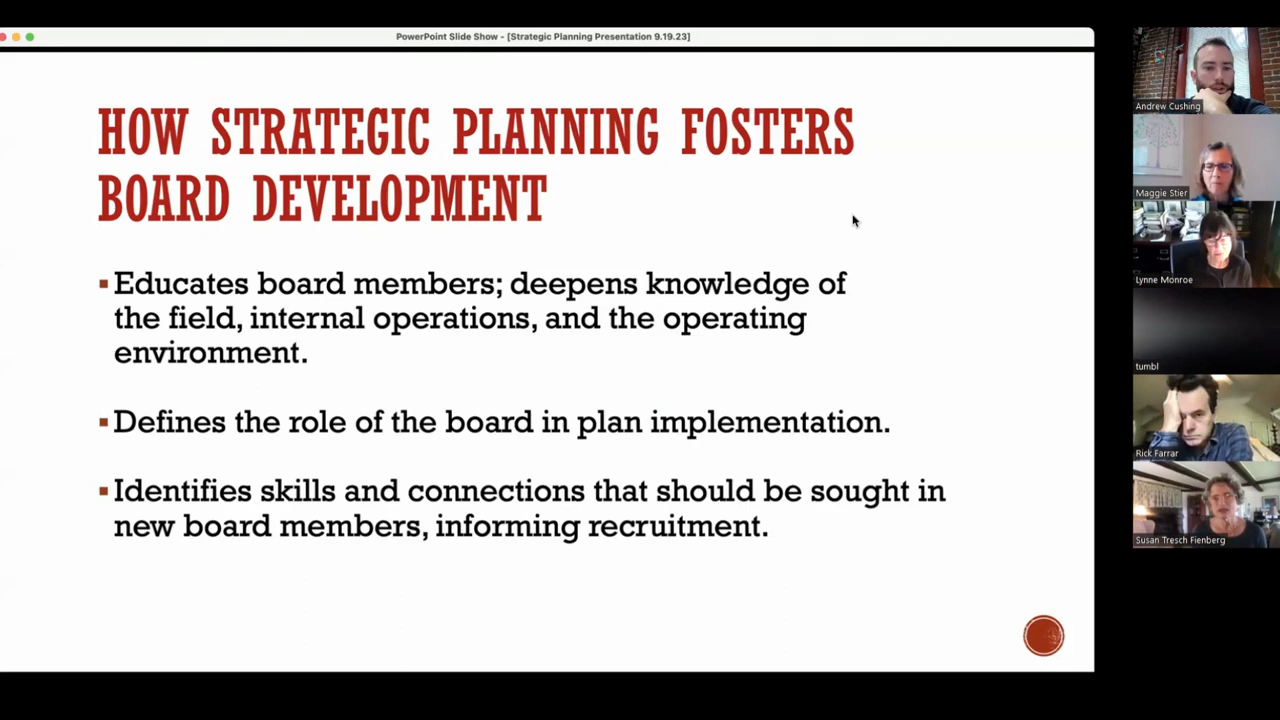 PowerPoint Slide Show - [Strategic Planning Presentation 9.19.23]
HOW STRATEGIC PLANNING FOSTERS
BOARD DEVELOPMENT
▪Educates board members; deepens knowledge of
the field, internal operations, and the operating
environment.
▪Defines the role of the board in plan implementation.
▪Identifies skills and connections that should be sought in
new board members, informing recruitment.
Andrew Cushing
Maggie Stier
Lynne Monroe
tumbl
Rick Farrar
Susan Tresch Fienberg